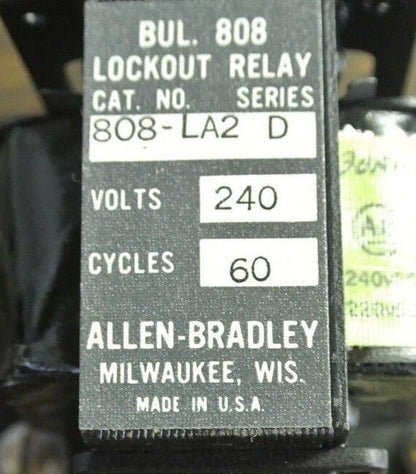 BUL. 808
LOCKOUT RELAY
CAT. NO. SERIES
808-LA2 D
VOLTS 240
CYCLES 60
ALLEN-BRADLEY
MILWAUKEE, WIS.
MADE IN U.S.A.